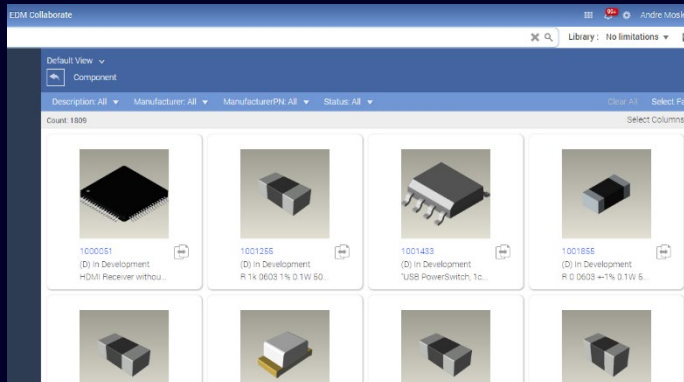 EDM Collaborate
99+
Andre Mosle
Library: No limitations
Default View
Component
Description: All Manufacturer: All ManufacturerPN: All Status: All Clear All Select Fa
Count: 1809 Select Columns
1000051
(D) In Development
HDMI Receiver withou...
1001255
(D) In Development
R 1k 0603 1% 0.1W 50...
1001433
(D) In Development
"USB PowerSwitch, 1c...
1001855
(D) In Development
R 0 0603 +-1% 0.1W 5...